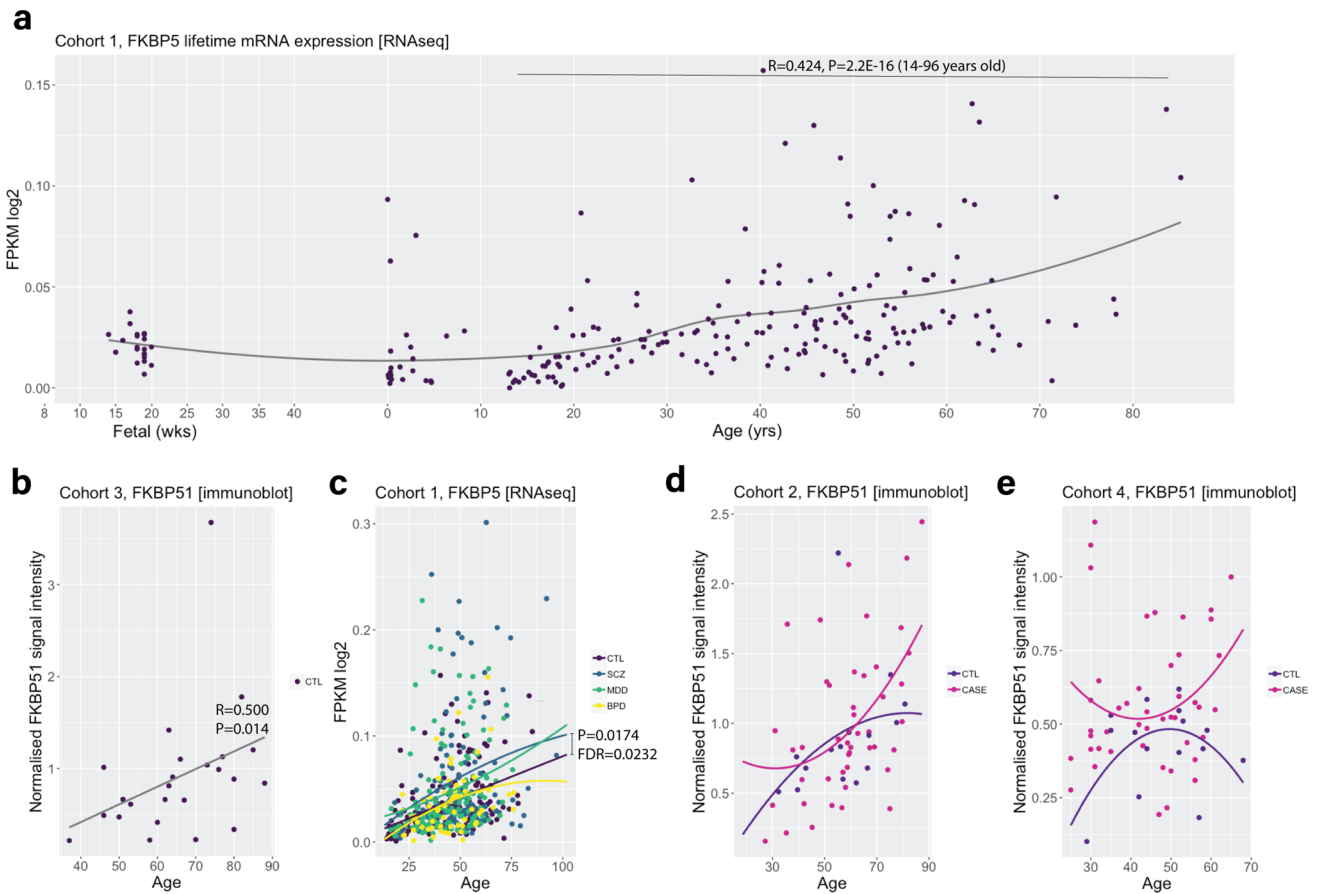 a
Cohort 1, FKBP5 lifetime mRNA expression [RNAseq]
R=0.424, P=2.2E-16 (14-96 years old)
FPKM log2
0.15
0.10
0.05
0.00
8 10 15 20 30 35 40 0 10 20 30 40 50 60 70 80
Fetal (wks) Age (yrs)
b
Cohort 3, FKBP51 [immunoblot]
Normalised FKBP51 signal intensity
3
2
1
CTL
R=0.500
P=0.014
40 50 60 70 80 90
Age
c
Cohort 1, FKBP5 [RNAseq]
FPKM log2
0.3
0.2
0.1
0.0
CTL
SCZ
MDD
BPD
P=0.0174
FDR=0.0232
25 50 75 100
Age
d
Cohort 2, FKBP51 [immunoblot]
Normalised FKBP51 signal intensity
2.5
2.0
1.5
1.0
0.5
CTL
CASE
30 50 70 90
Age
e
Cohort 4, FKBP51 [immunoblot]
Normalised FKBP51 signal intensity
1.00
0.75
0.50
0.25
CTL
CASE
30 40 50 60 70
Age